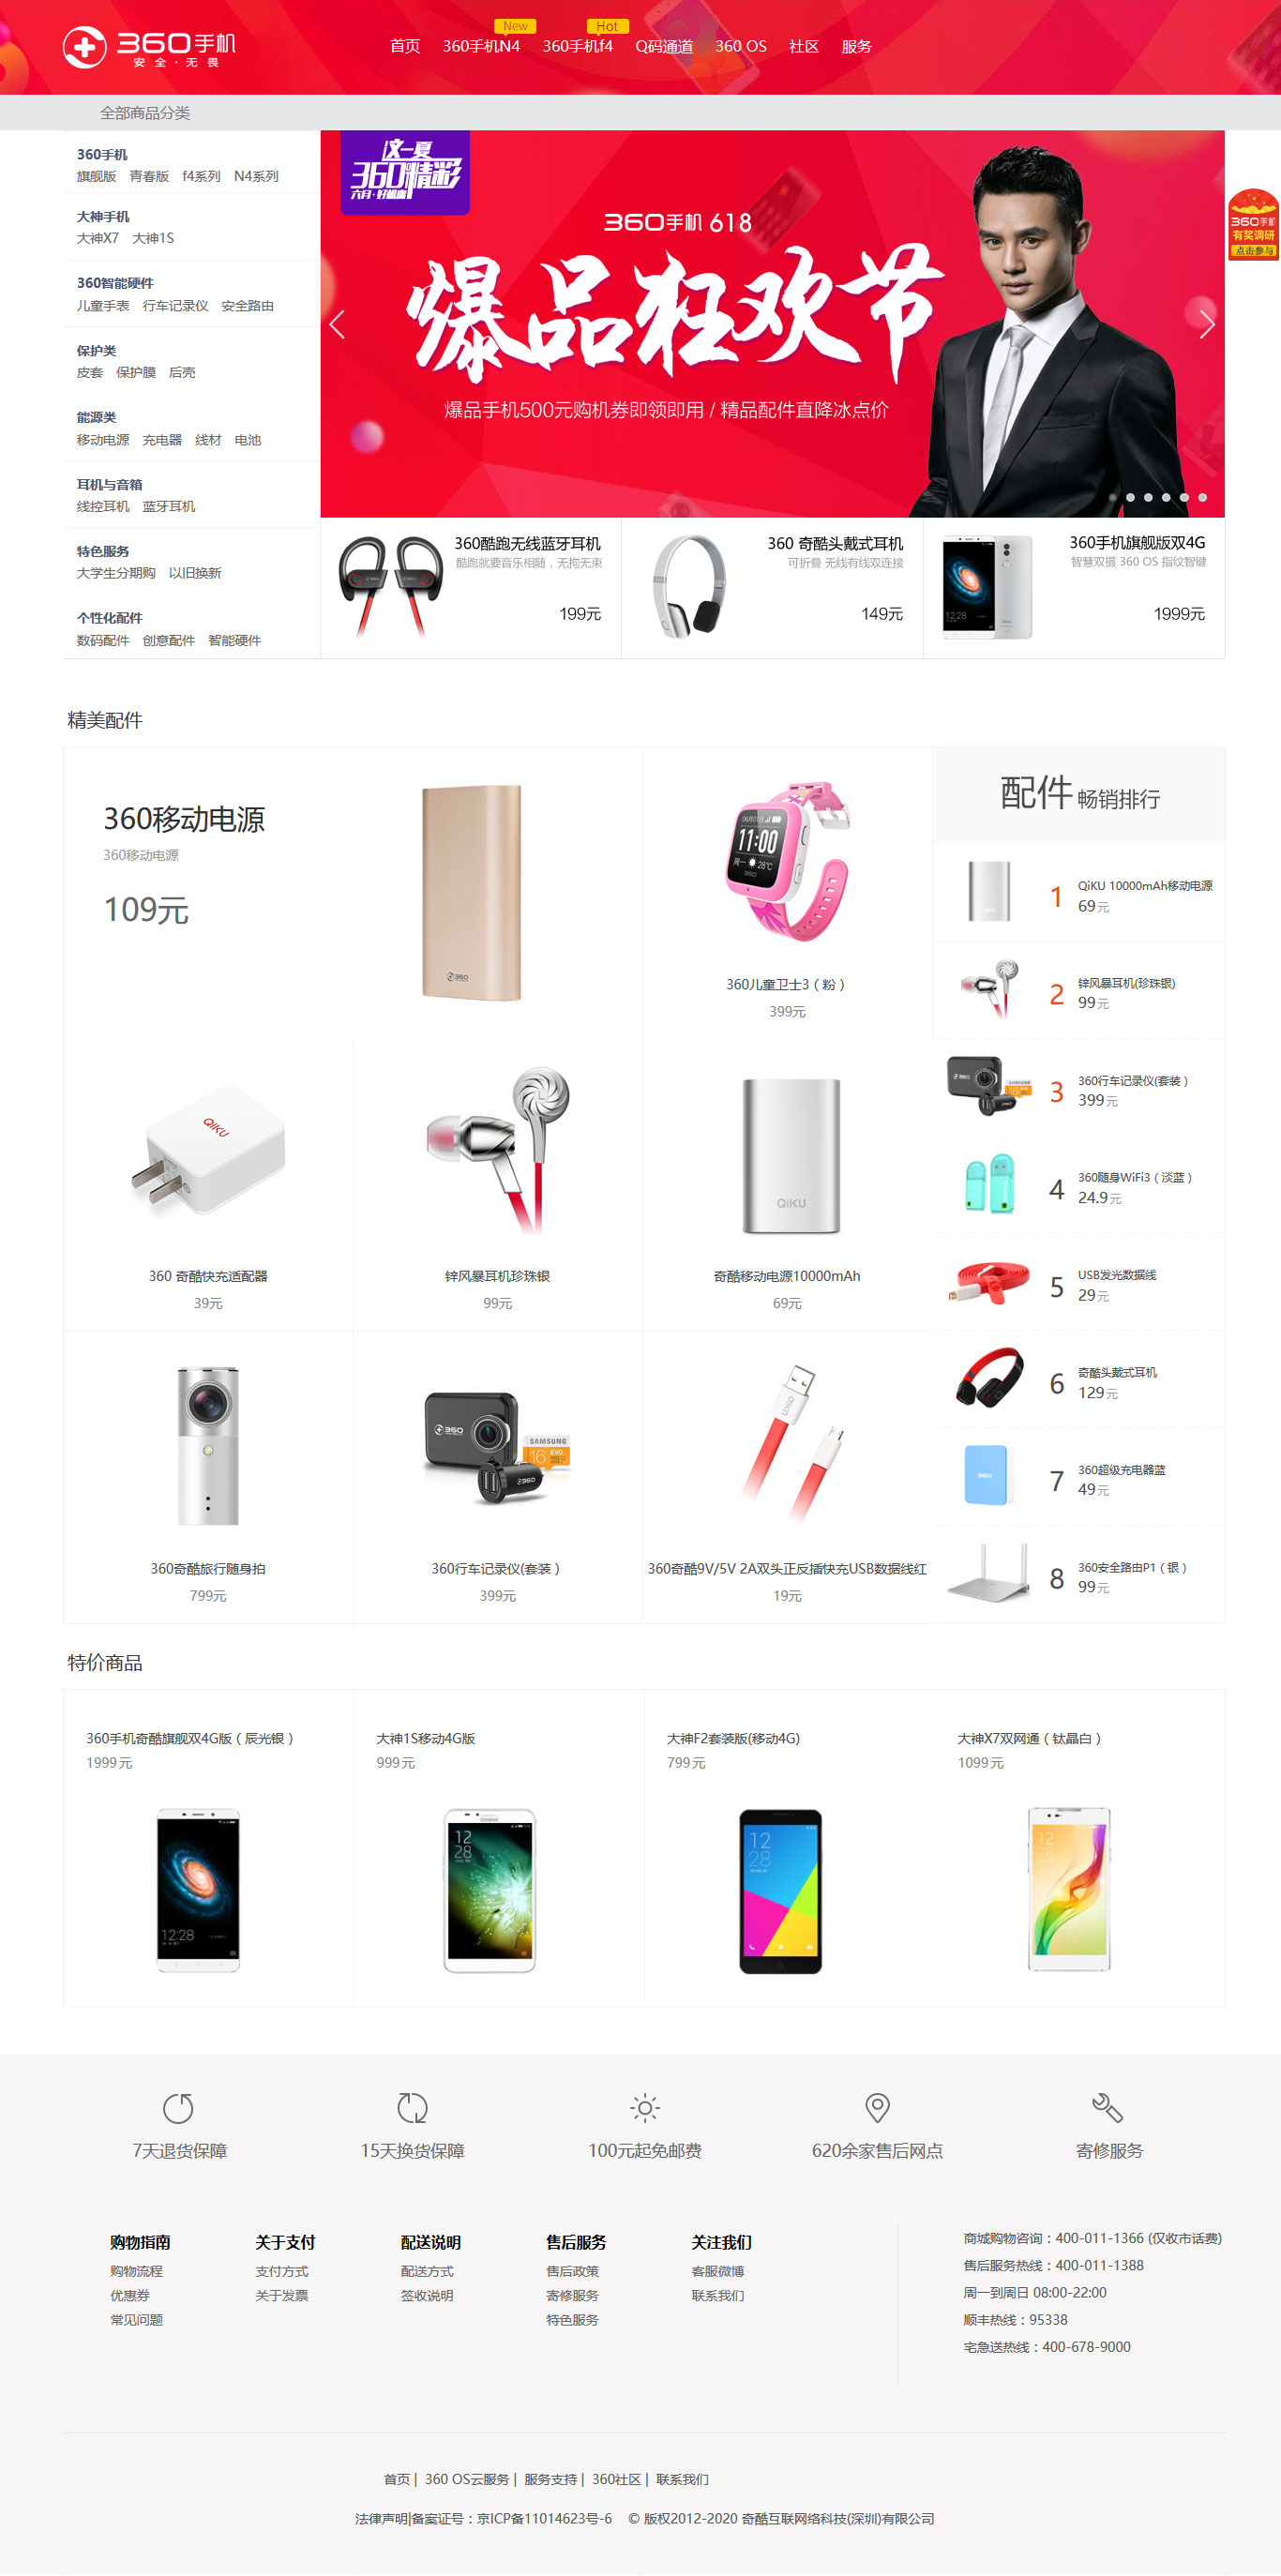 360手机
安全·无畏
首页 360手机N4 New 360手机f4 Hot Q码通道 360 OS 社区 服务
全部商品分类
360手机
旗舰版 青春版 f4系列 N4系列
大神手机
大神X7 大神1S
360智能硬件
儿童手表 行车记录仪 安全路由
保护类
皮套 保护膜 后壳
能源类
移动电源 充电器 线材 电池
耳机与音箱
线控耳机 蓝牙耳机
特色服务
大学生分期购 以旧换新
个性化配件
数码配件 创意配件 智能硬件
这一夏
360精彩
六月·好机惠
360手机 618
爆品狂欢节
爆品手机500元购机券即领即用 / 精品配件直降冰点价
360手机
有奖调研
点击参与
360酷跑无线蓝牙耳机
酷跑就要音乐相随，无拘无束
199元
360 奇酷头戴式耳机
可折叠 无线有线双连接
149元
12:28
360手机旗舰版双4G
智慧双摄 360 OS 指纹智键
1999元
精美配件
360移动电源
360移动电源
109元
360
06月01日
11:00
周一 28°C
360
360儿童卫士3（粉）
399元
QiKU
360 奇酷快充适配器
39元
锌风暴耳机珍珠银
99元
QiKU
奇酷移动电源10000mAh
69元
360奇酷旅行随身拍
799元
360
SAMSUNG
16 EVO
360
360行车记录仪(套装）
399元
QiKU
360奇酷9V/5V 2A双头正反插快充USB数据线红
19元
配件 畅销排行
1 QiKU 10000mAh移动电源
69元
2 锌风暴耳机(珍珠银)
99元
SAMSUNG
3 360行车记录仪(套装）
399元
4 360随身WiFi3（淡蓝）
24.9元
5 USB发光数据线
29元
6 奇酷头戴式耳机
129元
360
7 360超级充电器蓝
49元
8 360安全路由P1（银）
99元
特价商品
360手机奇酷旗舰双4G版（辰光银）
1999元
12:28
大神1S移动4G版
999元
Coolpad
12
28
大神F2套装版(移动4G)
799元
12
28
大神X7双网通（钛晶白）
1099元
12
28
7天退货保障 15天换货保障 100元起免邮费 620余家售后网点 寄修服务
购物指南
购物流程
优惠券
常见问题
关于支付
支付方式
关于发票
配送说明
配送方式
签收说明
售后服务
售后政策
寄修服务
特色服务
关注我们
客服微博
联系我们
商城购物咨询：400-011-1366 (仅收市话费)
售后服务热线：400-011-1388
周一到周日 08:00-22:00
顺丰热线：95338
宅急送热线：400-678-9000
首页 | 360 OS云服务 | 服务支持 | 360社区 | 联系我们
法律声明|备案证号：京ICP备11014623号-6 © 版权2012-2020 奇酷互联网络科技(深圳)有限公司